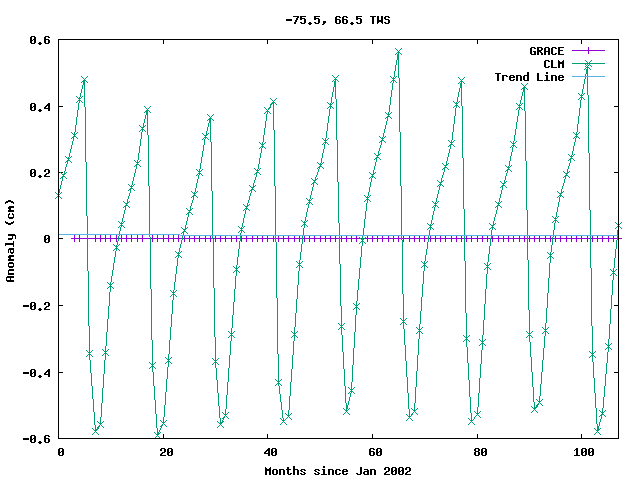 -75.5, 66.5 TWS
GRACE
CLM
Trend Line
0.6
0.4
0.2
0
-0.2
-0.4
-0.6
Anomaly (cm)
0 20 40 60 80 100
Months since Jan 2002